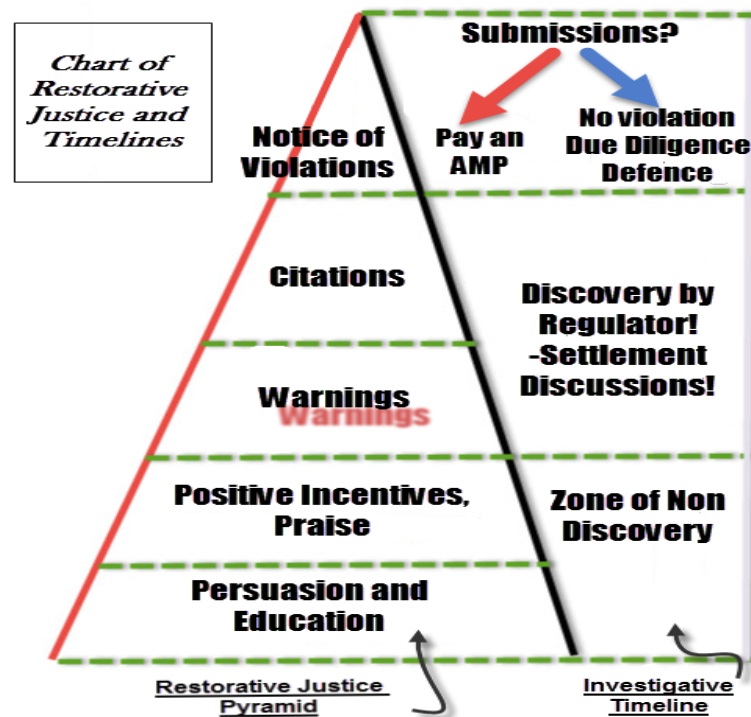 Chart of
Restorative
Justice and
Timelines
Submissions?
Notice of
Violations
Pay an
AMP
No violation
Due Diligence
Defence
Citations
Discovery by
Regulator!
-Settlement
Discussions!
Warnings
Warnings
Positive Incentives,
Praise
Zone of Non
Discovery
Persuasion and
Education
Restorative Justice
Pyramid
Investigative
Timeline